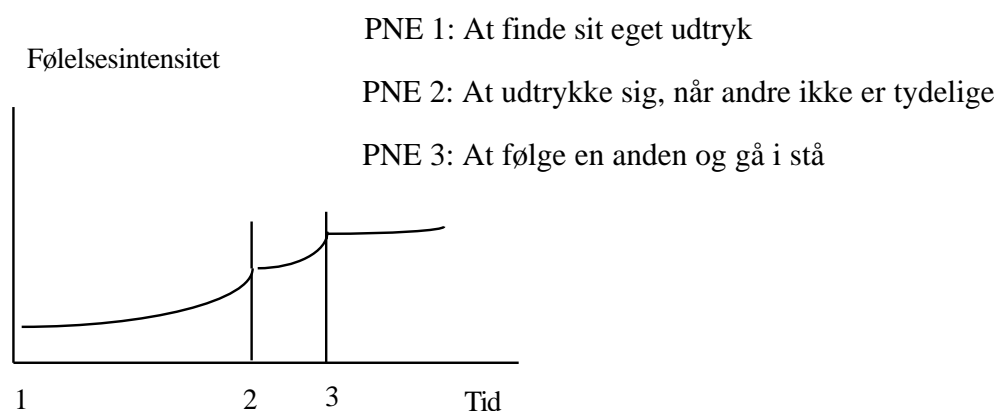 PNE 1: At finde sit eget udtryk
Følelsesintensitet
PNE 2: At udtrykke sig, når andre ikke er tydelige
PNE 3: At følge en anden og gå i stå
1 2 3 Tid